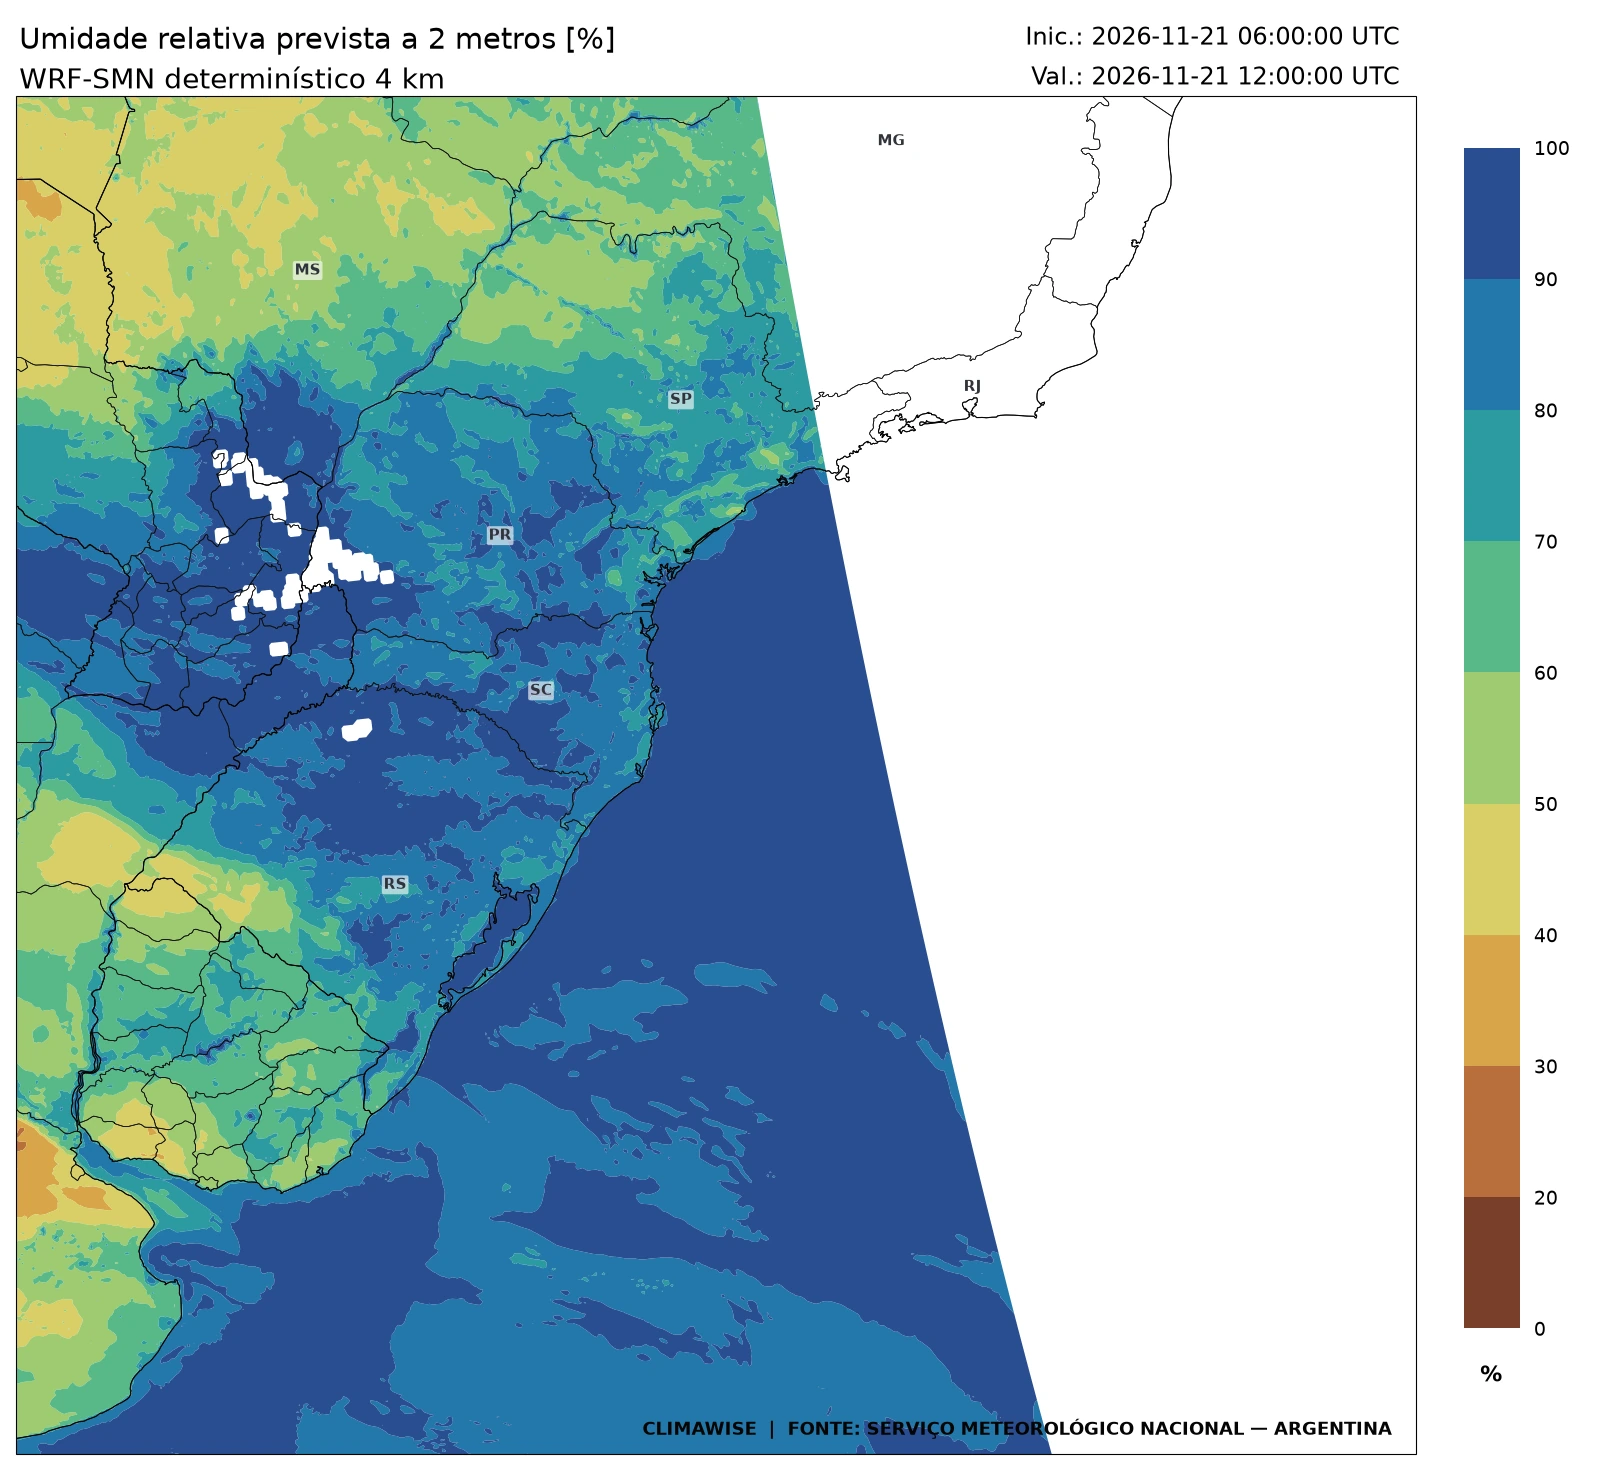 Umidade relativa prevista a 2 metros [%]
WRF-SMN determinístico 4 km
Inic.: 2026-11-21 06:00:00 UTC
Val.: 2026-11-21 12:00:00 UTC
MG
MS
RJ
SP
PR
SC
RS
100
90
80
70
60
50
40
30
20
0
%
CLIMAWISE | FONTE: SERVIÇO METEOROLÓGICO NACIONAL — ARGENTINA